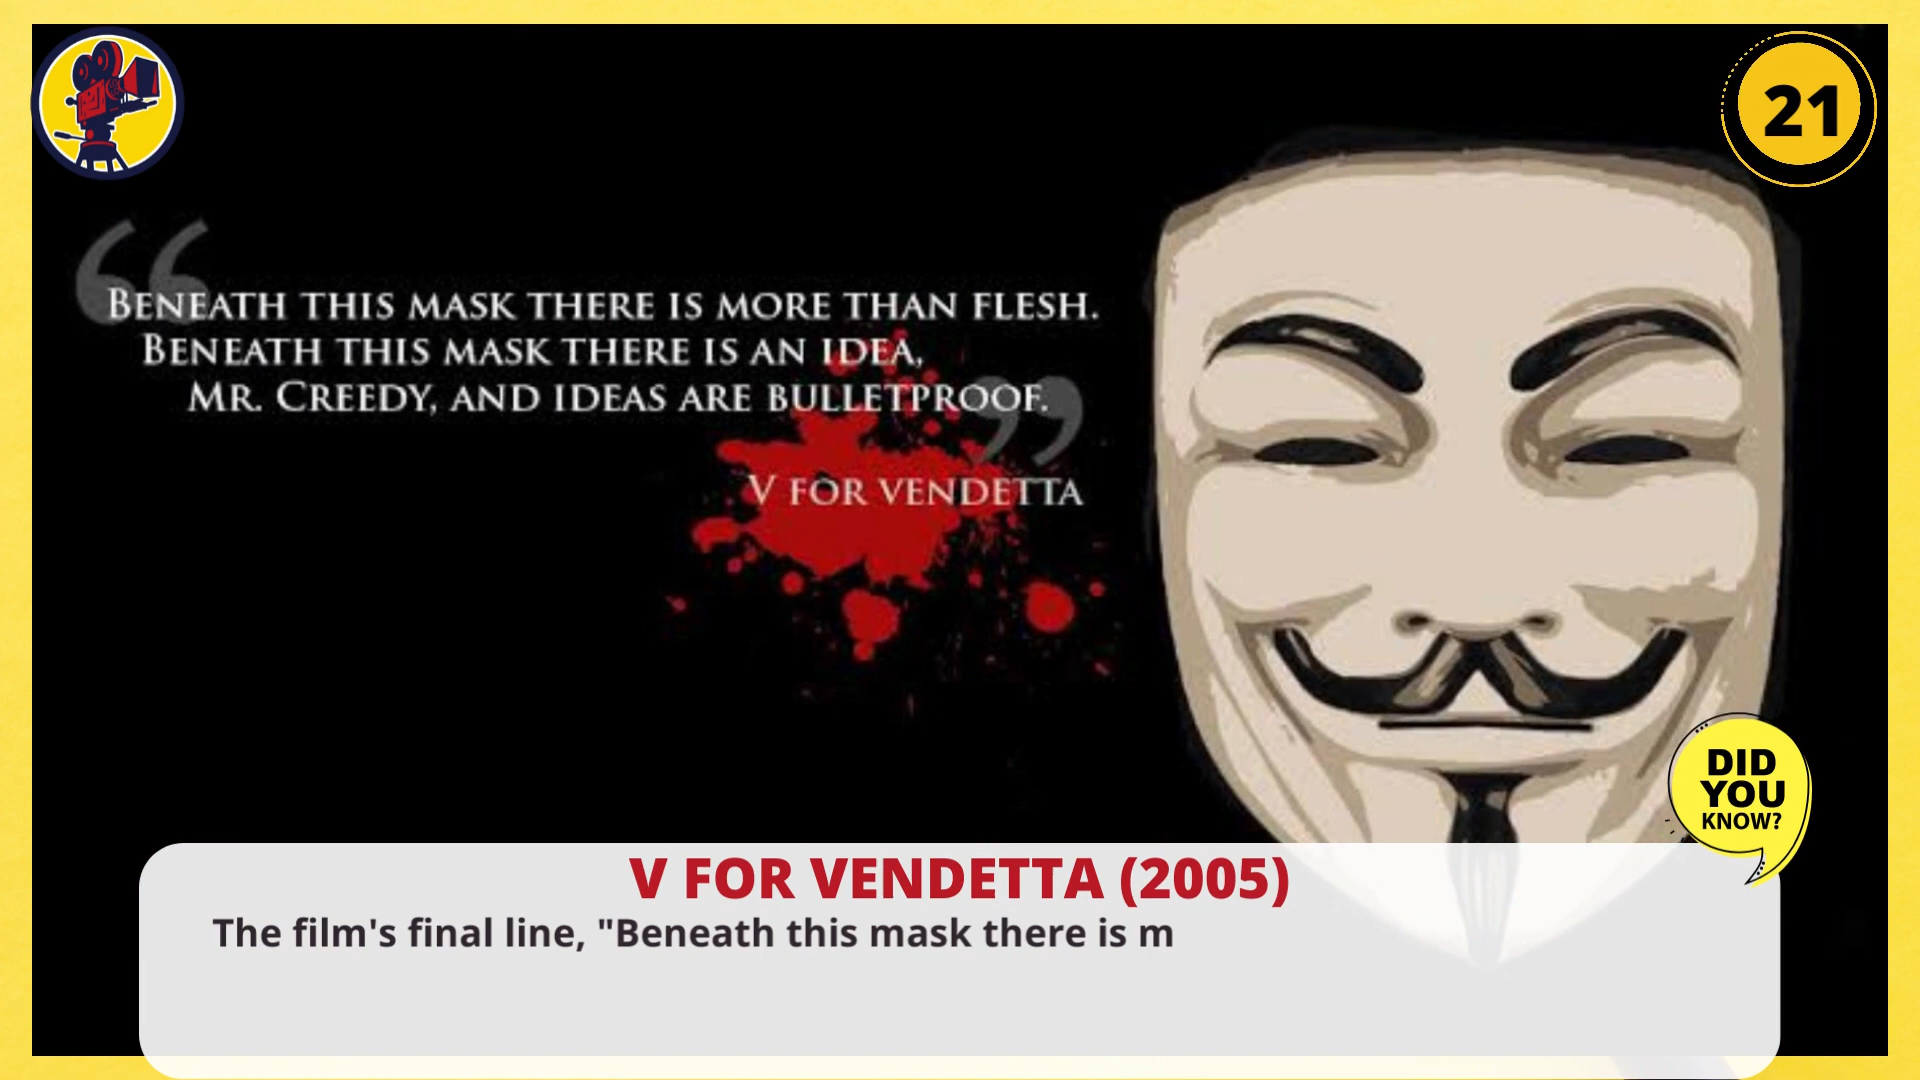 21
“
BENEATH THIS MASK THERE IS MORE THAN FLESH.
BENEATH THIS MASK THERE IS AN IDEA,
MR. CREEDY, AND IDEAS ARE BULLETPROOF.
”
V FOR VENDETTA
DID
YOU
KNOW?
V FOR VENDETTA (2005)
The film's final line, "Beneath this mask there is m